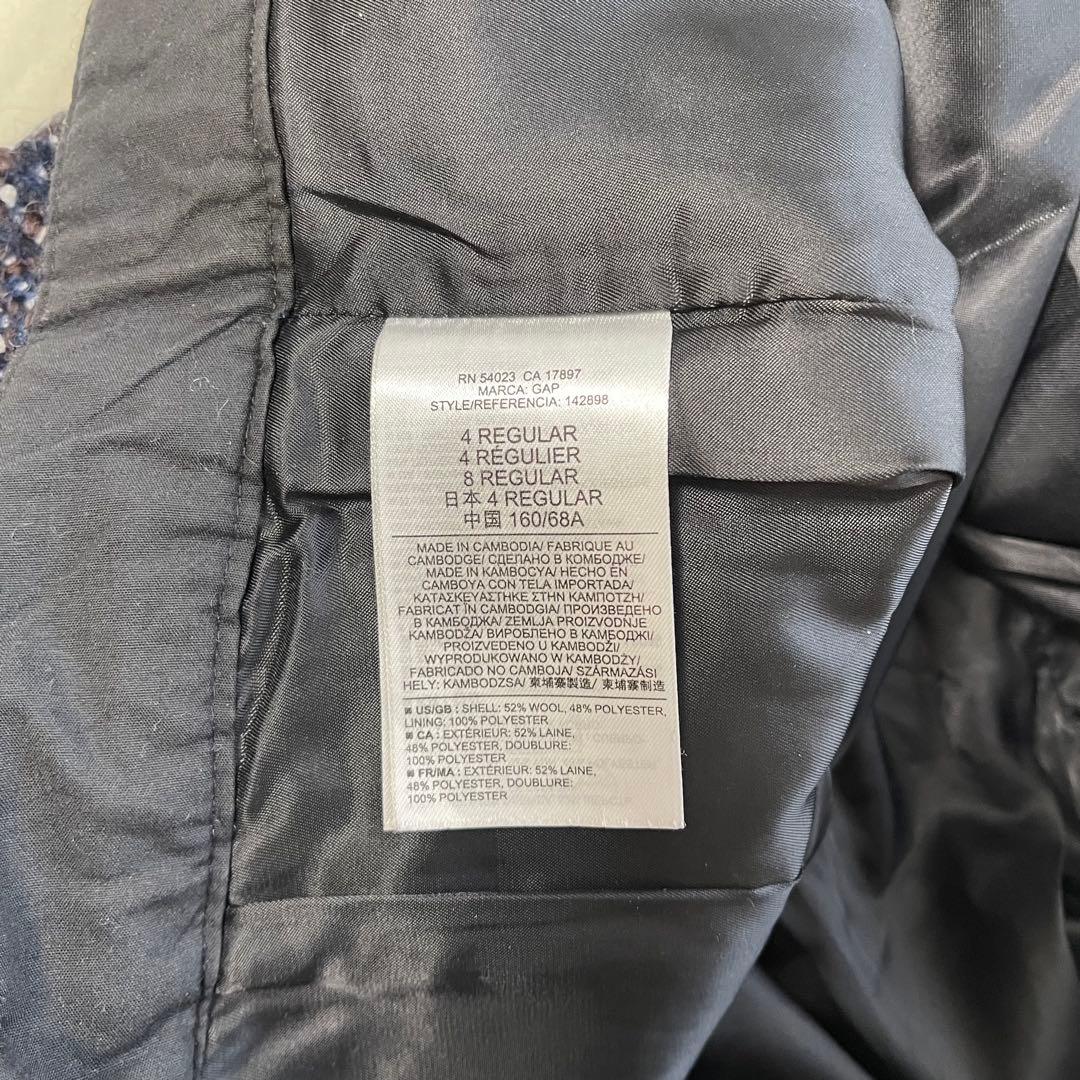 RN 54023 CA 17897
MARCA: GAP
STYLE/REFERENCIA: 142898
4 REGULAR
4 RÉGULIER
8 REGULAR
日本 4 REGULAR
中国 160/68A
MADE IN CAMBODIA/ FABRIQUE AU
CAMBODGE/ СДЕЛАНО В КОМБОДЖЕ/
MADE IN KAMBOCYA/ HECHO EN
CAMBOYA CON TELA IMPORTADA/
ΚΑΤΑΣΚΕΥΑΣΤΗΚΕ ΣΤΗΝ ΚΑΜΠΟΤΖΗ/
FABRICAT ÎN CAMBODGIA/ ПРОИЗВЕДЕНО
В КАМБОДЖА/ ZEMLJA PROIZVODNJE
KAMBODŽA/ ВИРОБЛЕНО В КАМБОДЖІ/
PROIZVEDENO U KAMBODŽI/
WYPRODUKOWANO W KAMBODŻY/
FABRICADO NO CAMBOJA/ SZÁRMAZÁSI
HELY: KAMBODZSA/ 柬埔寨製造/ 柬埔寨制造
US/GB : SHELL: 52% WOOL, 48% POLYESTER,
LINING: 100% POLYESTER
CA : EXTÉRIEUR: 52% LAINE,
48% POLYESTER, DOUBLURE:
100% POLYESTER
FR/MA : EXTÉRIEUR: 52% LAINE,
48% POLYESTER, DOUBLURE:
100% POLYESTER